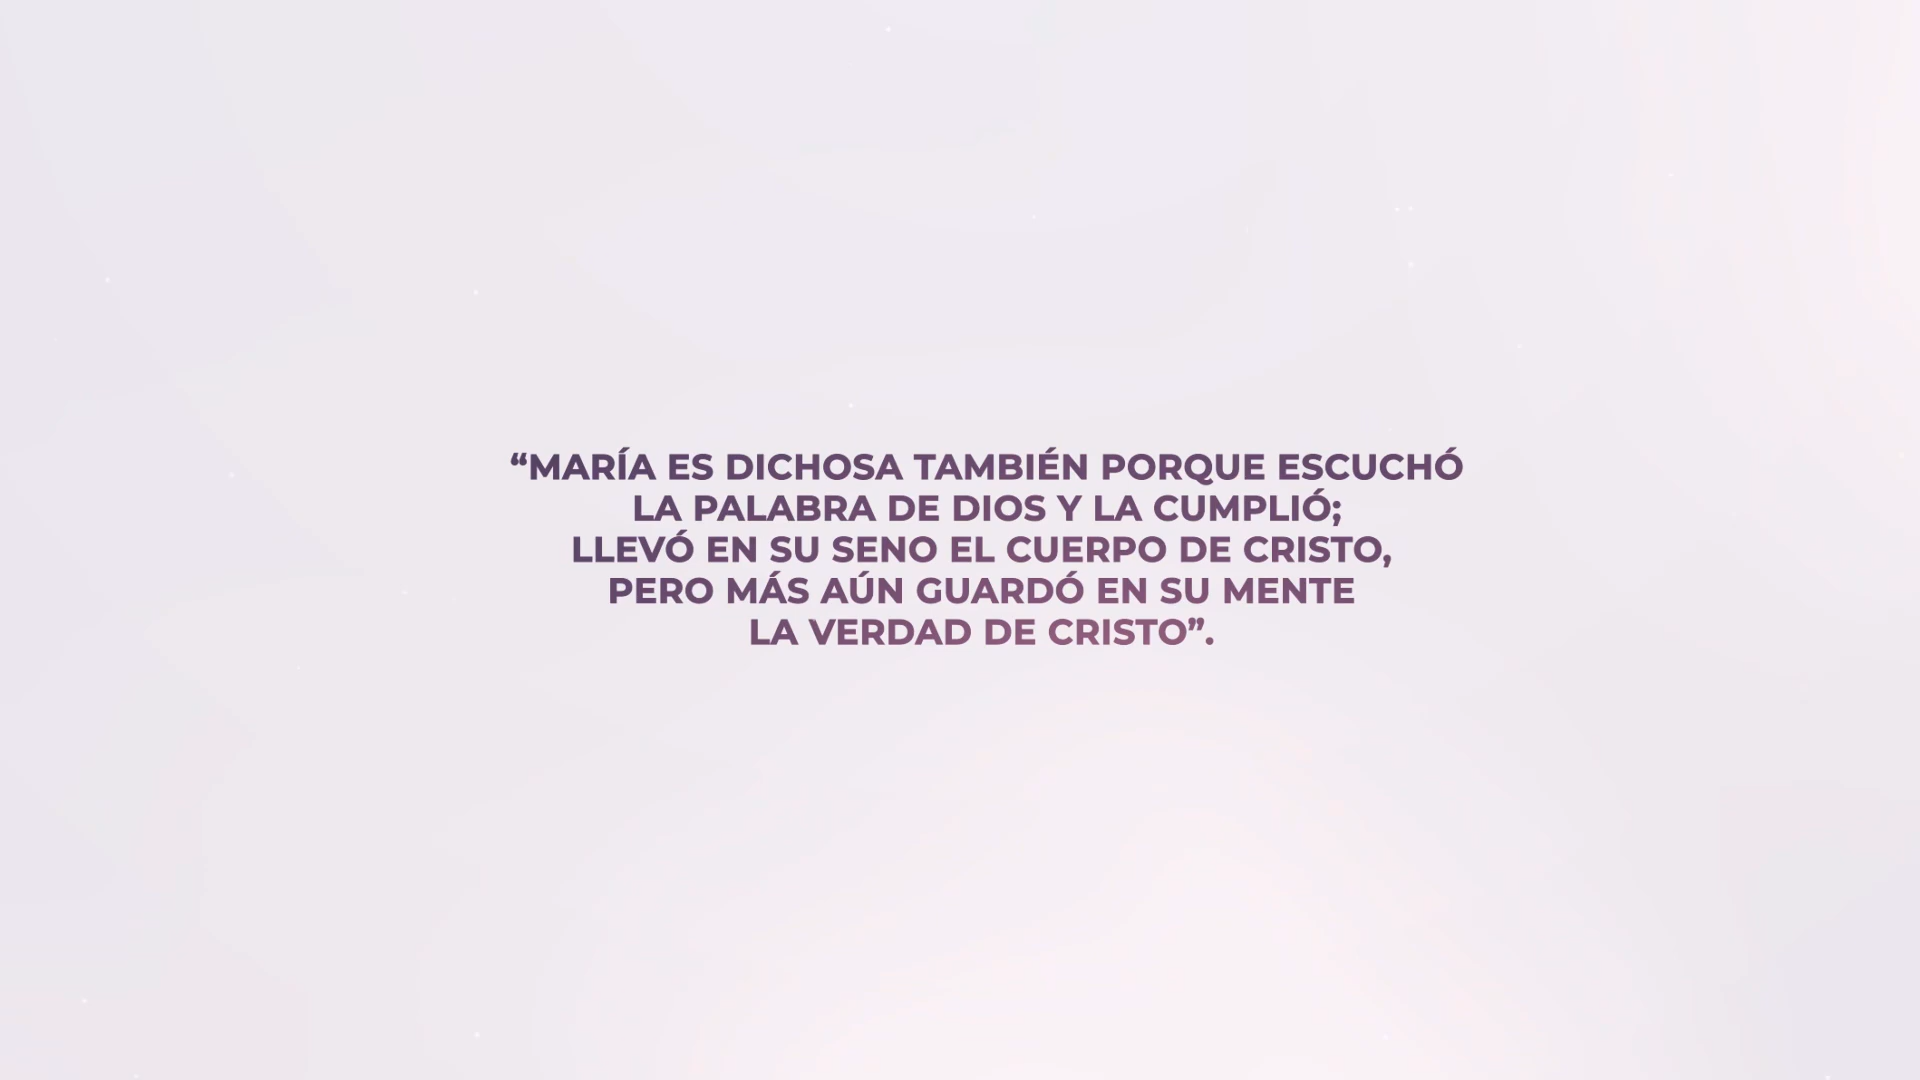 “MARÍA ES DICHOSA TAMBIÉN PORQUE ESCUCHÓ
LA PALABRA DE DIOS Y LA CUMPLIÓ;
LLEVÓ EN SU SENO EL CUERPO DE CRISTO,
PERO MÁS AÚN GUARDÓ EN SU MENTE
LA VERDAD DE CRISTO”.